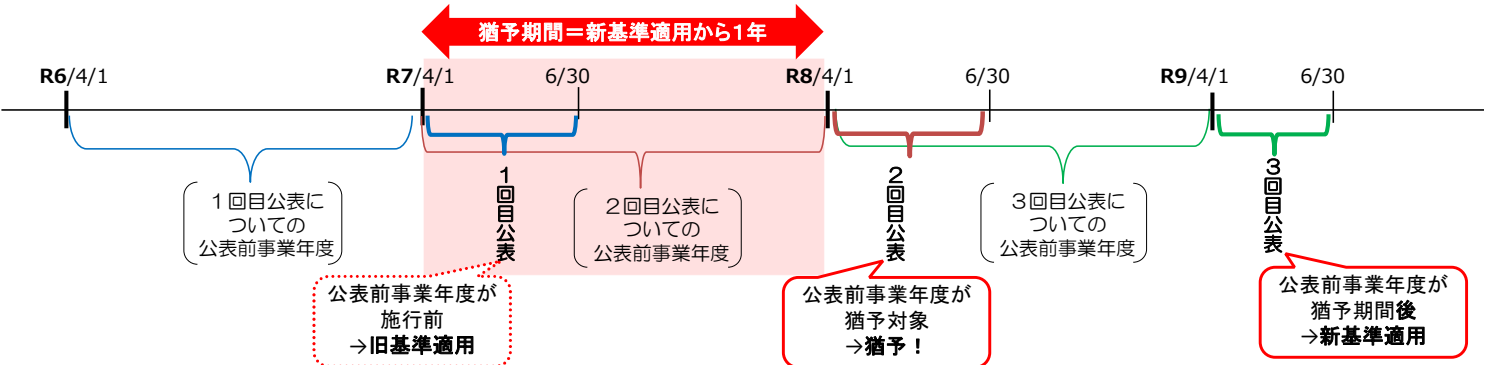 猶予期間＝新基準適用から1年
R6/4/1
R7/4/1
6/30
R8/4/1
6/30
R9/4/1
6/30
１回目公表に
ついての
公表前事業年度
１回目公表
２回目公表に
ついての
公表前事業年度
２回目公表
３回目公表に
ついての
公表前事業年度
３回目公表
公表前事業年度が
施行前
→旧基準適用
公表前事業年度が
猶予対象
→猶予！
公表前事業年度が
猶予期間後
→新基準適用